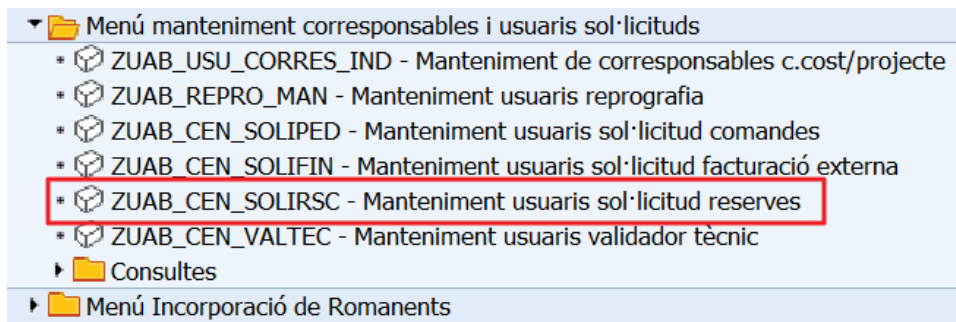 Menú manteniment corresponsables i usuaris sol·licituds
ZUAB_USU_CORRES_IND - Manteniment de corresponsables c.cost/projecte
ZUAB_REPRO_MAN - Manteniment usuaris reprografia
ZUAB_CEN_SOLIPED - Manteniment usuaris sol·licitud comandes
ZUAB_CEN_SOLIFIN - Manteniment usuaris sol·licitud facturació externa
ZUAB_CEN_SOLIRSC - Manteniment usuaris sol·licitud reserves
ZUAB_CEN_VALTEC - Manteniment usuaris validador tècnic
Consultes
Menú Incorporació de Romanents